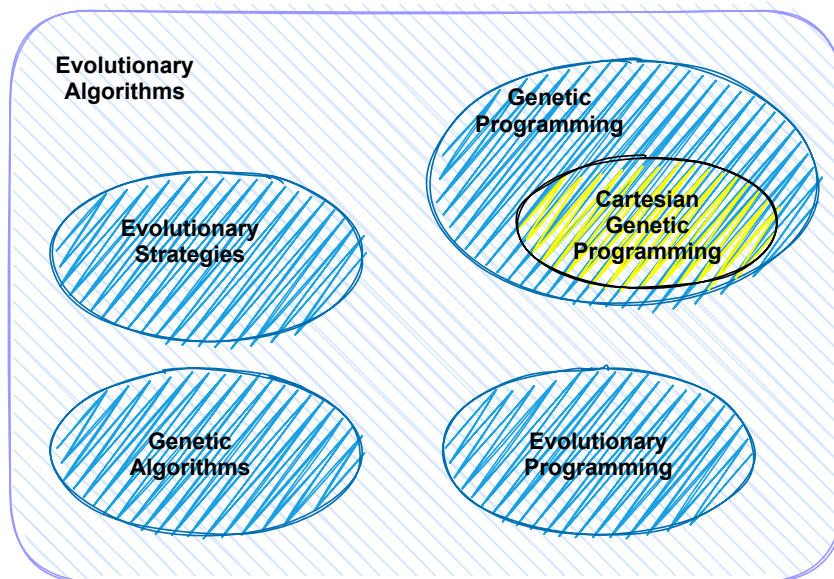 Evolutionary
Algorithms
Genetic
Programming
Cartesian
Genetic
Programming
Evolutionary
Strategies
Genetic
Algorithms
Evolutionary
Programming